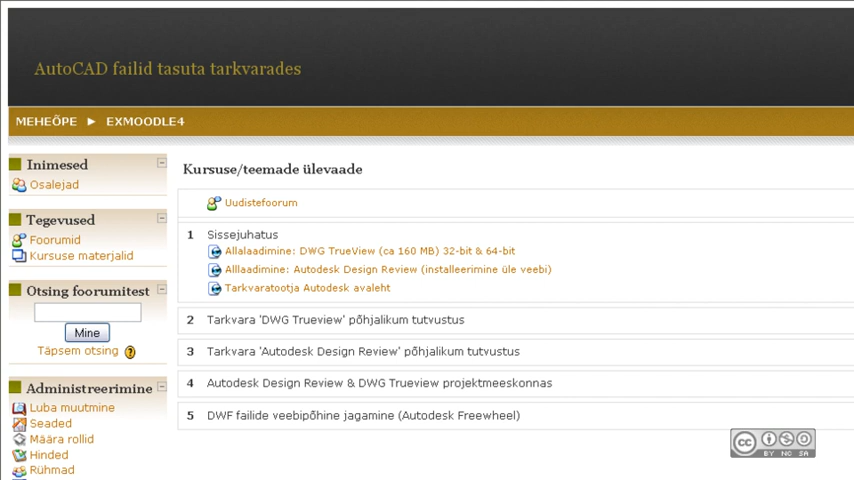 AutoCAD failid tasuta tarkvarades
MEHEÕPE ► EXMOODLE4
Inimesed
Osalejad
Tegevused
Foorumid
Kursuse materjalid
Otsing foorumitest
Mine
Täpsem otsing
Administreerimine
Luba muutmine
Seaded
Määra rollid
Hinded
Rühmad
Kursuse/teemade ülevaade
Uudistefoorum
1 Sissejuhatus
Allalaadimine: DWG TrueView (ca 160 MB) 32-bit & 64-bit
Alllaadimine: Autodesk Design Review (installeerimine üle veebi)
Tarkvaratootja Autodesk avaleht
2 Tarkvara 'DWG Trueview' põhjalikum tutvustus
3 Tarkvara 'Autodesk Design Review' põhjalikum tutvustus
4 Autodesk Design Review & DWG Trueview projektmeeskonnas
5 DWF failide veebipõhine jagamine (Autodesk Freewheel)
cc BY NC SA